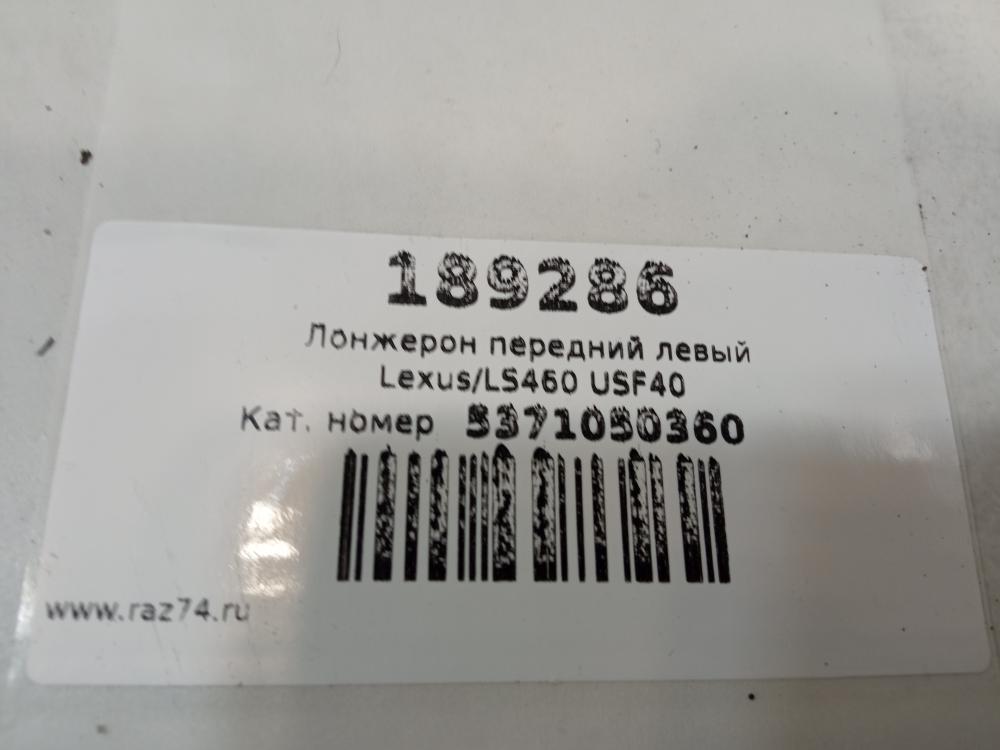 189286
Лонжерон передний левый
Lexus/LS460 USF40
Кат. номер 5371050360
www.raz74.ru